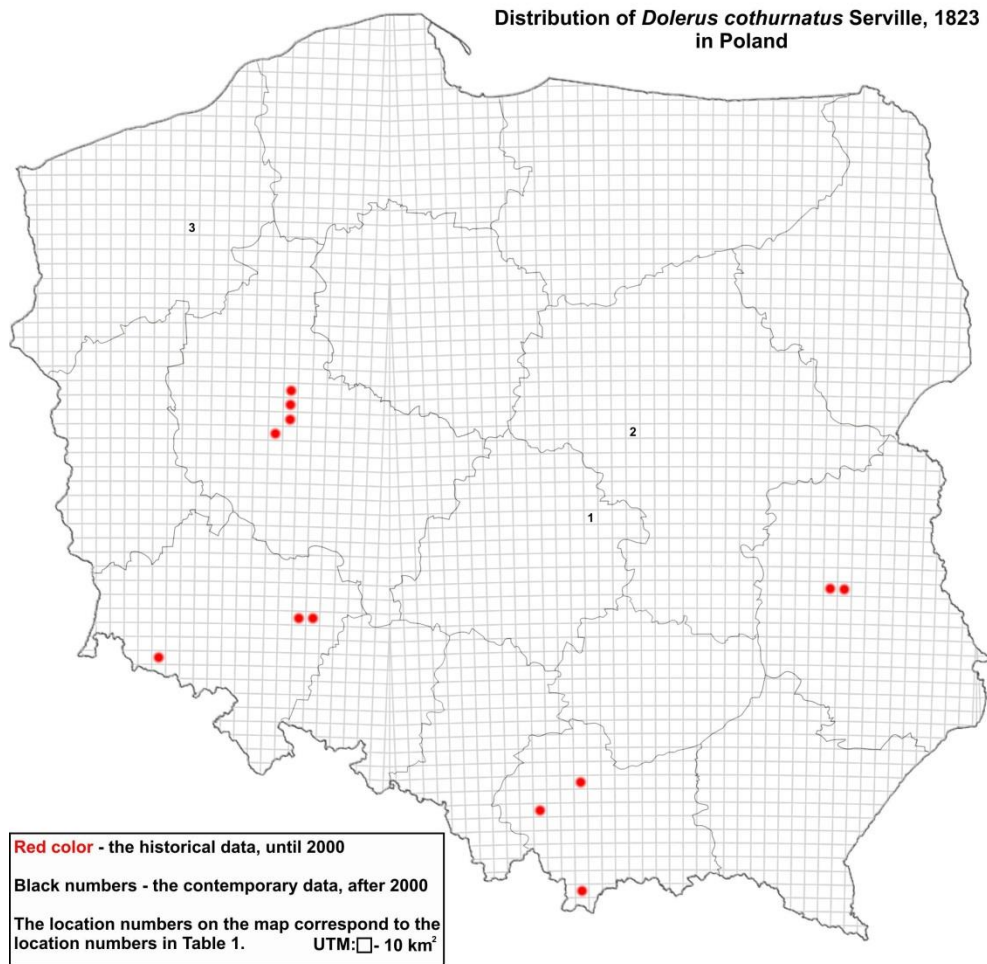 Distribution of Dolerus cothurnatus Serville, 1823
in Poland
3
2
1
Red color - the historical data, until 2000
Black numbers - the contemporary data, after 2000
The location numbers on the map correspond to the
location numbers in Table 1. UTM:□- 10 km²